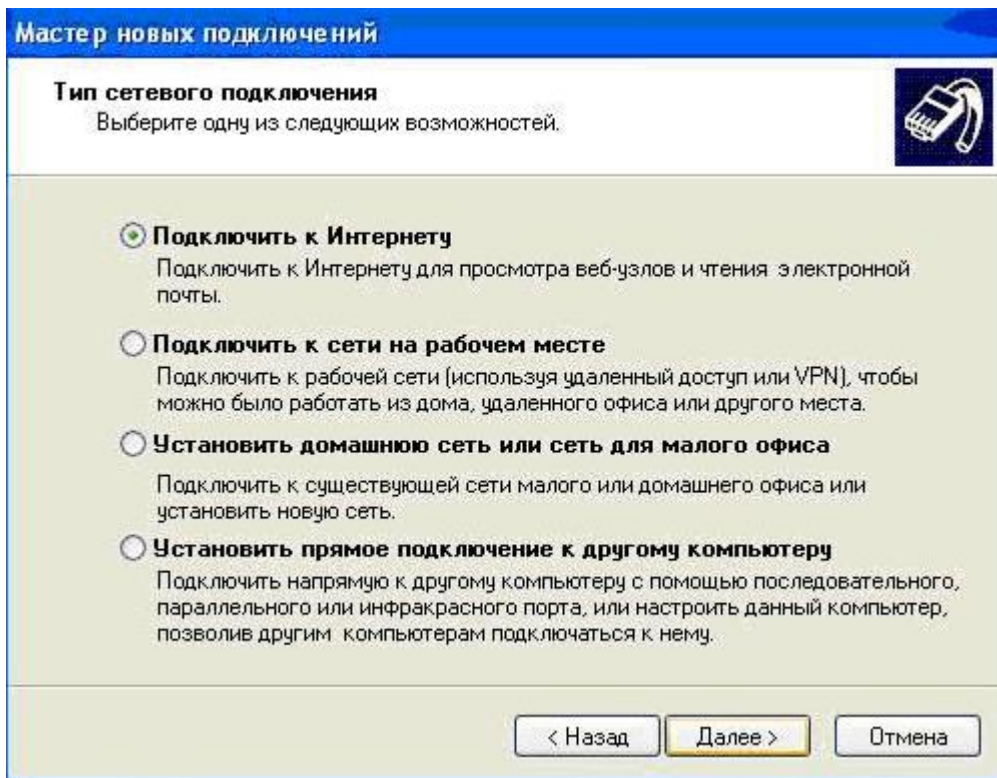 Мастер новых подключений
Тип сетевого подключения
Выберите одну из следующих возможностей.
Подключить к Интернету
Подключить к Интернету для просмотра веб-узлов и чтения электронной
почты.
Подключить к сети на рабочем месте
Подключить к рабочей сети (используя удаленный доступ или VPN), чтобы
можно было работать из дома, удаленного офиса или другого места.
Установить домашнюю сеть или сеть для малого офиса
Подключить к существующей сети малого или домашнего офиса или
установить новую сеть.
Установить прямое подключение к другому компьютеру
Подключить напрямую к другому компьютеру с помощью последовательного,
параллельного или инфракрасного порта, или настроить данный компьютер,
позволив другим компьютерам подключаться к нему.
< Назад Далее > Отмена